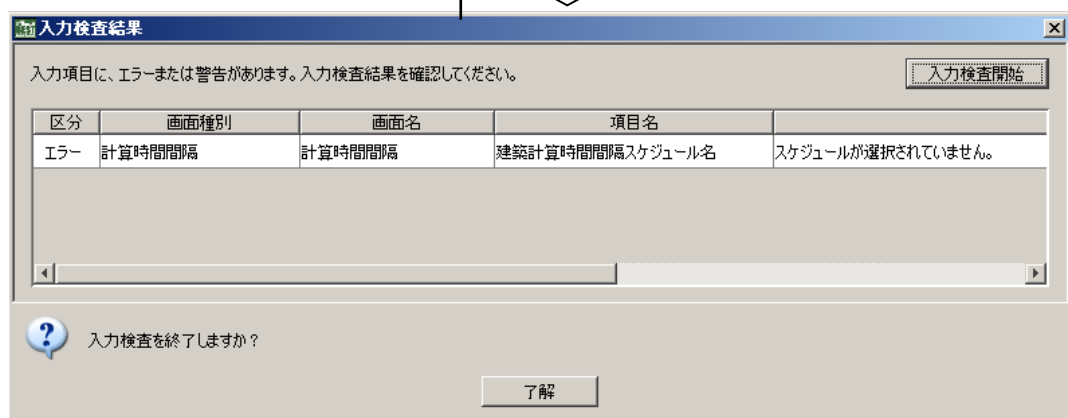 入力検査結果
入力項目に、エラーまたは警告があります。入力検査結果を確認してください。
入力検査開始
区分 画面種別 画面名 項目名
エラー 計算時間間隔 計算時間間隔 建築計算時間間隔スケジュール名 スケジュールが選択されていません。
入力検査を終了しますか?
了解